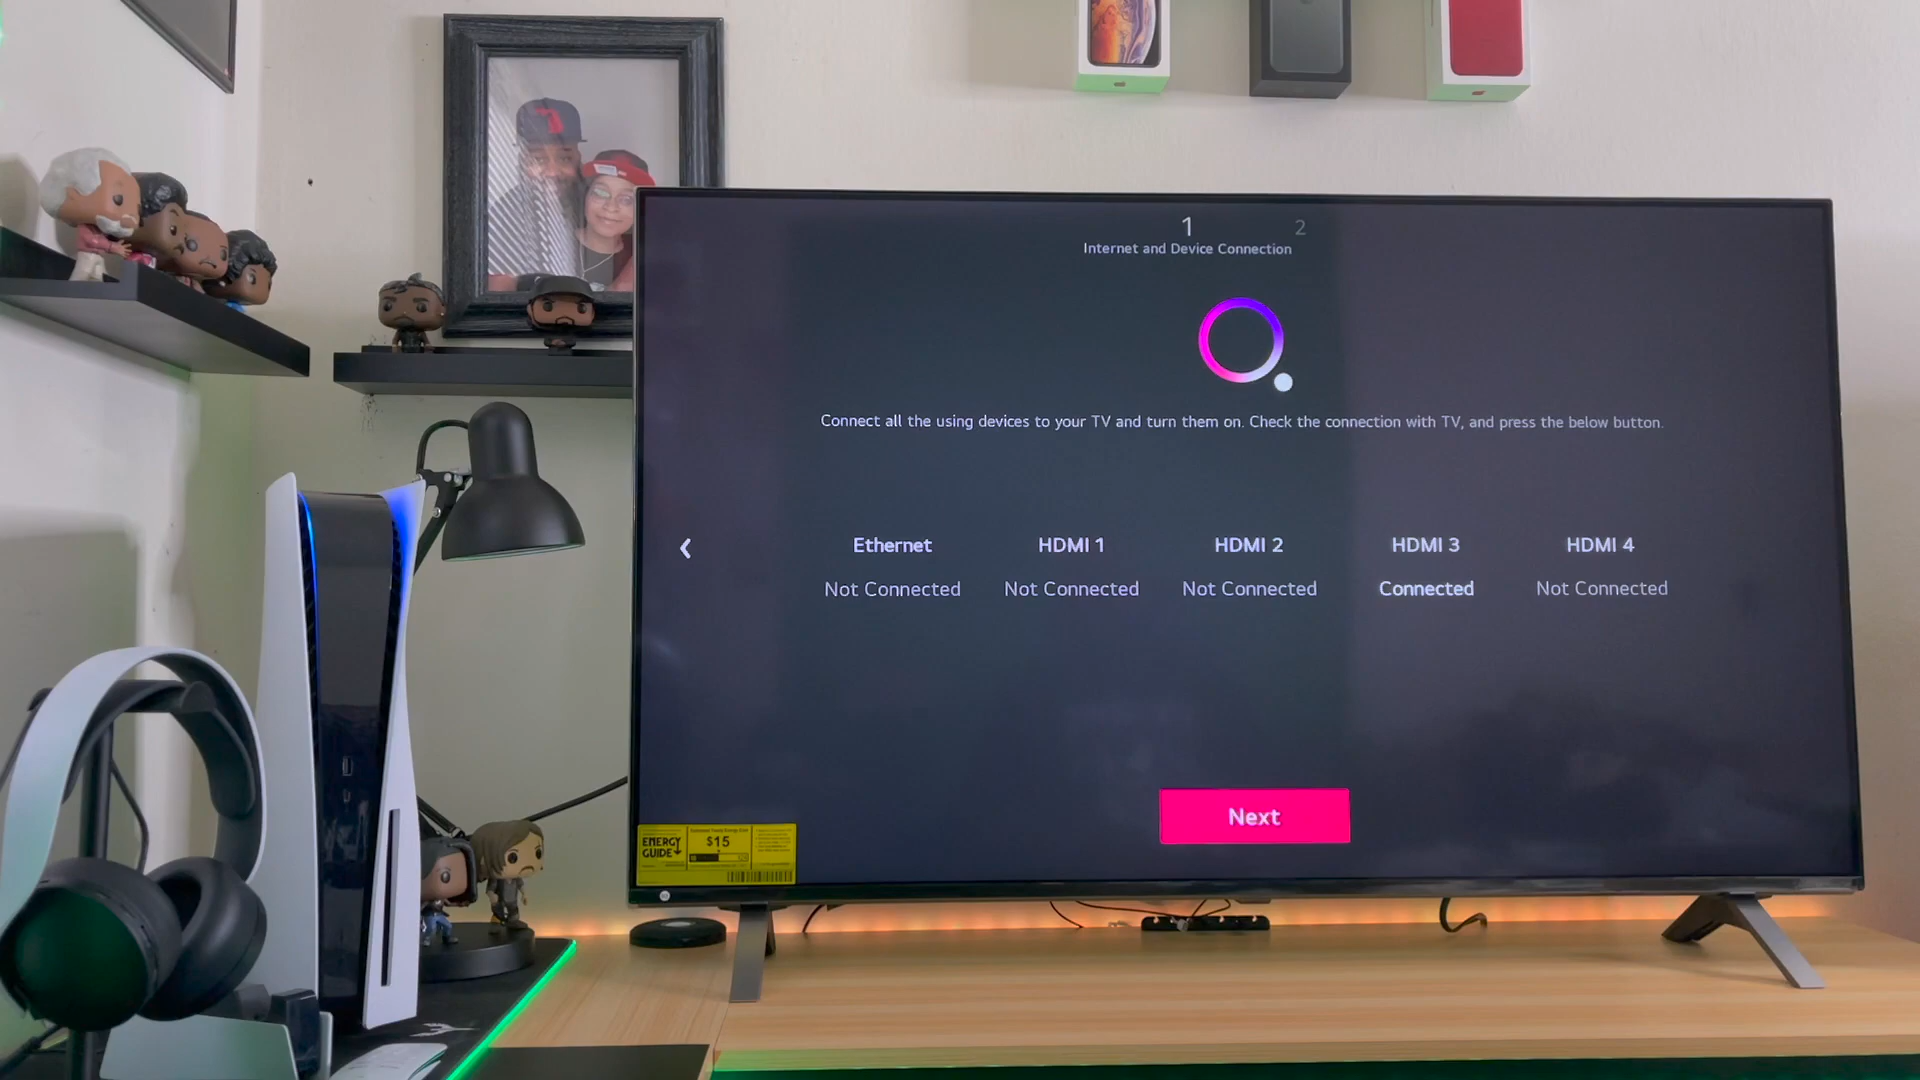 1
2
Internet and Device Connection
Connect all the using devices to your TV and turn them on. Check the connection with TV, and press the below button.
Ethernet HDMI 1 HDMI 2 HDMI 3 HDMI 4
Not Connected Not Connected Not Connected Connected Not Connected
Next
ENERGY
GUIDE
$15